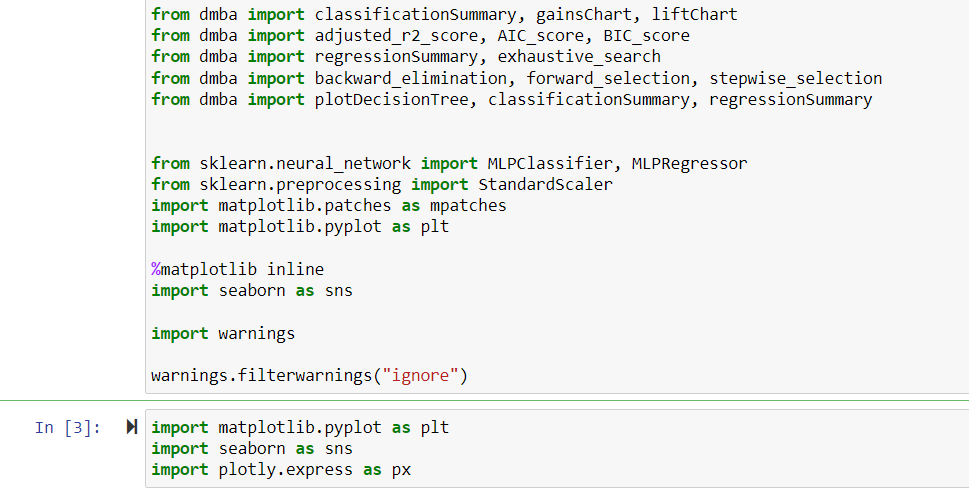 from dmba import classificationSummary, gainsChart, liftChart
from dmba import adjusted_r2_score, AIC_score, BIC_score
from dmba import regressionSummary, exhaustive_search
from dmba import backward_elimination, forward_selection, stepwise_selection
from dmba import plotDecisionTree, classificationSummary, regressionSummary
from sklearn.neural_network import MLPClassifier, MLPRegressor
from sklearn.preprocessing import StandardScaler
import matplotlib.patches as mpatches
import matplotlib.pyplot as plt
%matplotlib inline
import seaborn as sns
import warnings
warnings.filterwarnings("ignore")
In [3]: import matplotlib.pyplot as plt
import seaborn as sns
import plotly.express as px